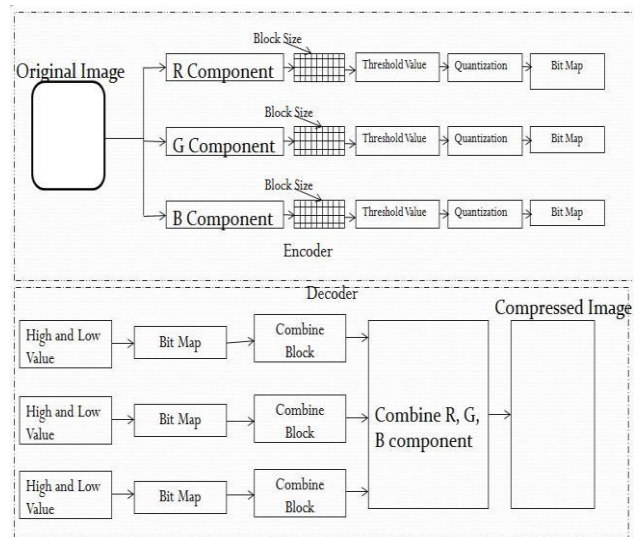 Block Size
Original Image
R Component
Threshold Value
Quantization
Bit Map
Block Size
G Component
Threshold Value
Quantization
Bit Map
Block Size
B Component
Threshold Value
Quantization
Bit Map
Encoder
Decoder
Compressed Image
High and Low
Value
Bit Map
Combine
Block
High and Low
Value
Bit Map
Combine
Block
Combine R, G,
B component
High and Low
Value
Bit Map
Combine
Block